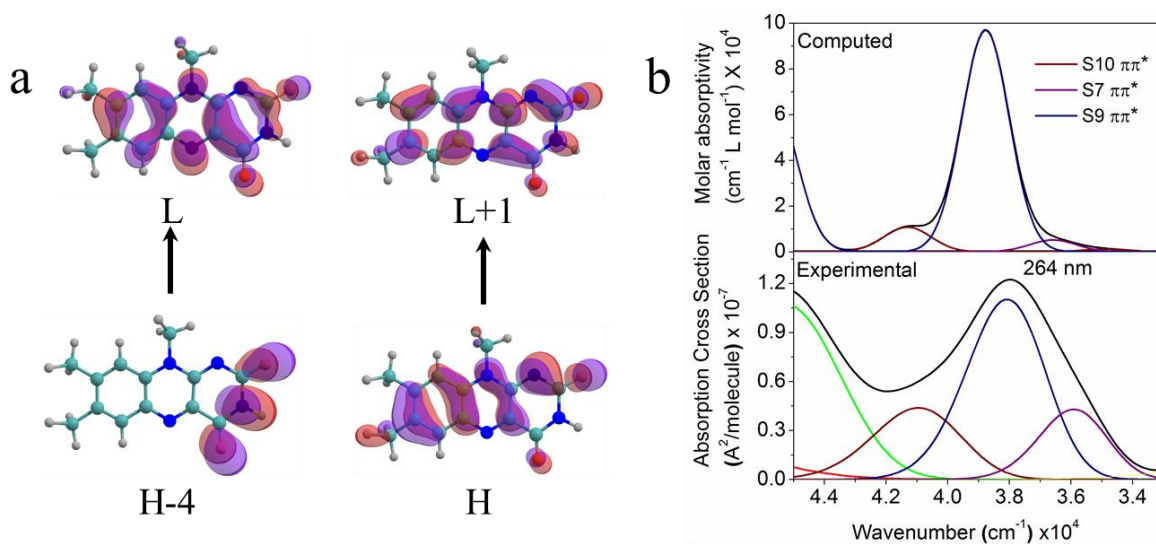 a
L
L+1
H-4
H
b
Molar absorptivity
(cm⁻¹ L mol⁻¹) X 10⁴
10
8
6
4
2
0
Computed
S10 ππ*
S7 ππ*
S9 ππ*
Absorption Cross Section
(A²/molecule) x 10⁻⁷
1.2
0.9
0.6
0.3
0.0
Experimental
264 nm
4.4 4.2 4.0 3.8 3.6 3.4
Wavenumber (cm⁻¹) x10⁴